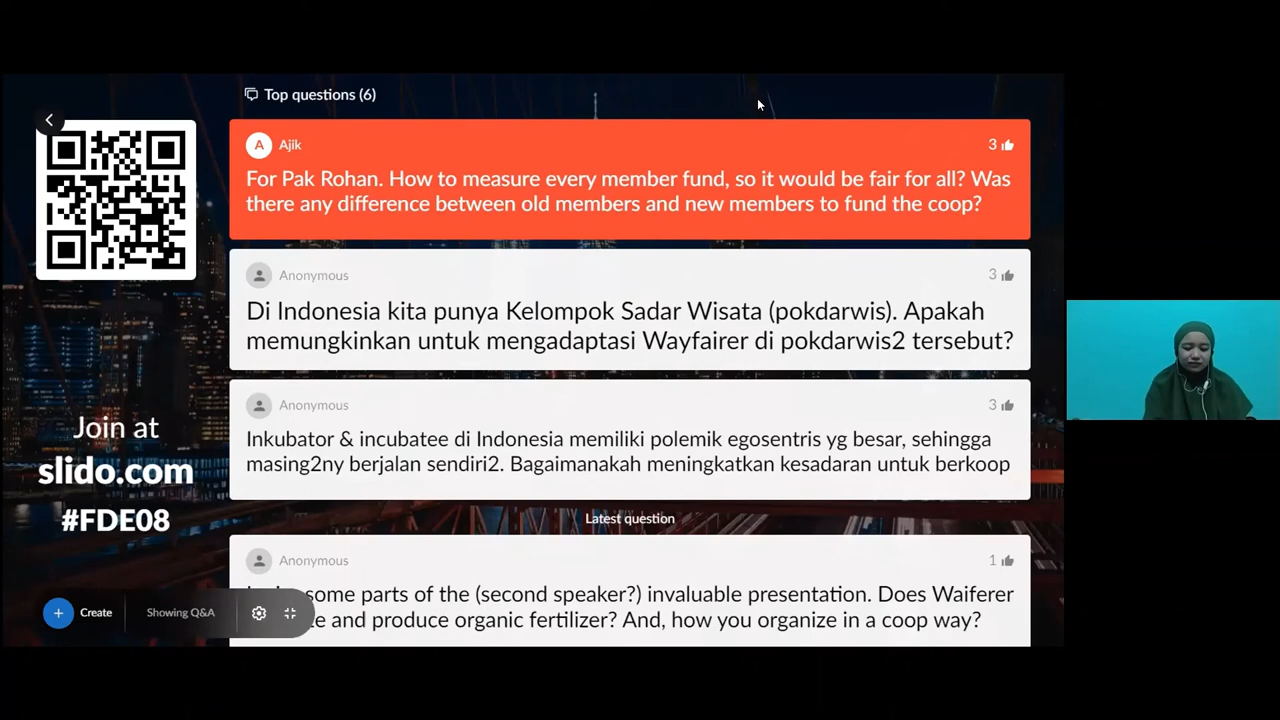 Top questions (6)
A Ajik
3
For Pak Rohan. How to measure every member fund, so it would be fair for all? Was
there any difference between old members and new members to fund the coop?
Anonymous
3
Di Indonesia kita punya Kelompok Sadar Wisata (pokdarwis). Apakah
memungkinkan untuk mengadaptasi Wayfairer di pokdarwis2 tersebut?
Anonymous
3
Inkubator & incubatee di Indonesia memiliki polemik egosentris yg besar, sehingga
masing2ny berjalan sendiri2. Bagaimanakah meningkatkan kesadaran untuk berkoop
Latest question
Anonymous
1
some parts of the (second speaker?) invaluable presentation. Does Waiferer
and produce organic fertilizer? And, how you organize in a coop way?
Join at
slido.com
#FDE08
Create
Showing Q&A